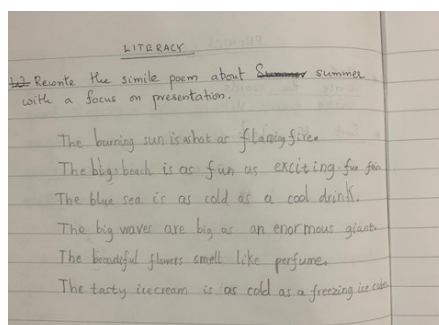 LITERACY
Rewrite the simile poem about summer
with a focus on presentation.
The burning sun is as hot as flaming fire.
The big beach is as fun as exciting fun fair
The blue sea is as cold as a cool drink.
The big waves are big as an enormous giant.
The beautiful flowers smell like perfume.
The tasty icecream is as cold as a freezing ice cube.